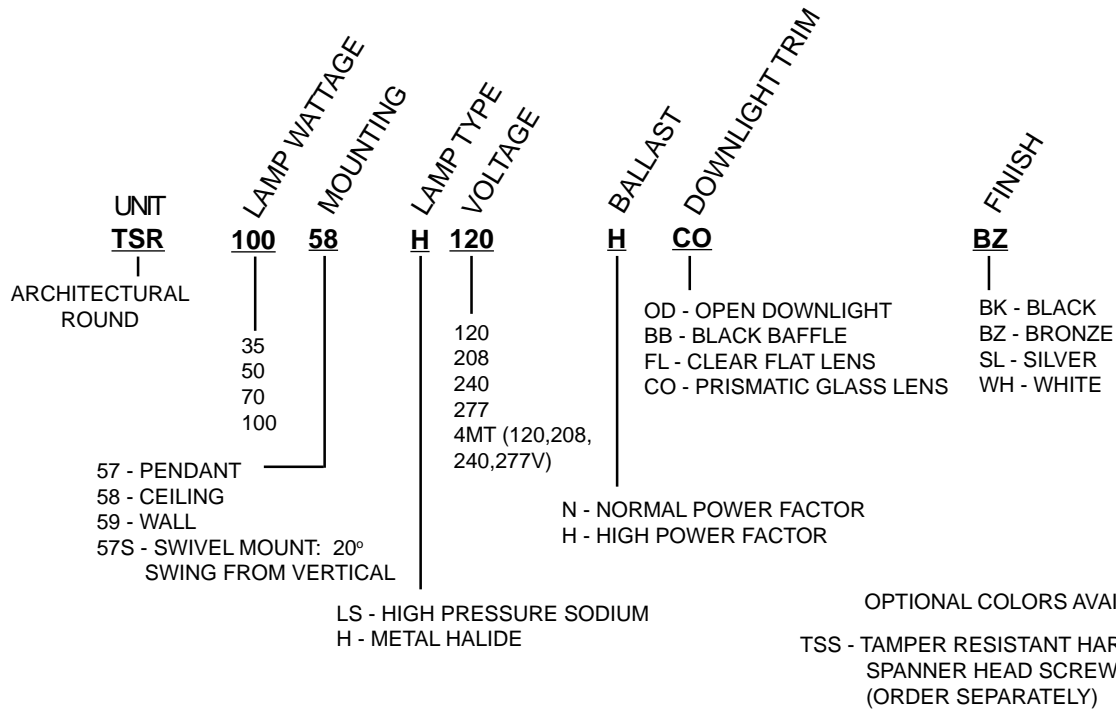 UNIT
LAMP WATTAGE
MOUNTING
LAMP TYPE
VOLTAGE
BALLAST
DOWNLIGHT TRIM
FINISH
TSR 100 58 H 120 H CO BZ
ARCHITECTURAL
ROUND
35
50
70
100
57 - PENDANT
58 - CEILING
59 - WALL
57S - SWIVEL MOUNT: 20º
SWING FROM VERTICAL
LS - HIGH PRESSURE SODIUM
H - METAL HALIDE
120
208
240
277
4MT (120,208,
240,277V)
N - NORMAL POWER FACTOR
H - HIGH POWER FACTOR
OD - OPEN DOWNLIGHT
BB - BLACK BAFFLE
FL - CLEAR FLAT LENS
CO - PRISMATIC GLASS LENS
BK - BLACK
BZ - BRONZE
SL - SILVER
WH - WHITE
OPTIONAL COLORS
TSS - TAMPER RESISTANT
SPANNER HEAD SCREW
(ORDER SEPARATELY)